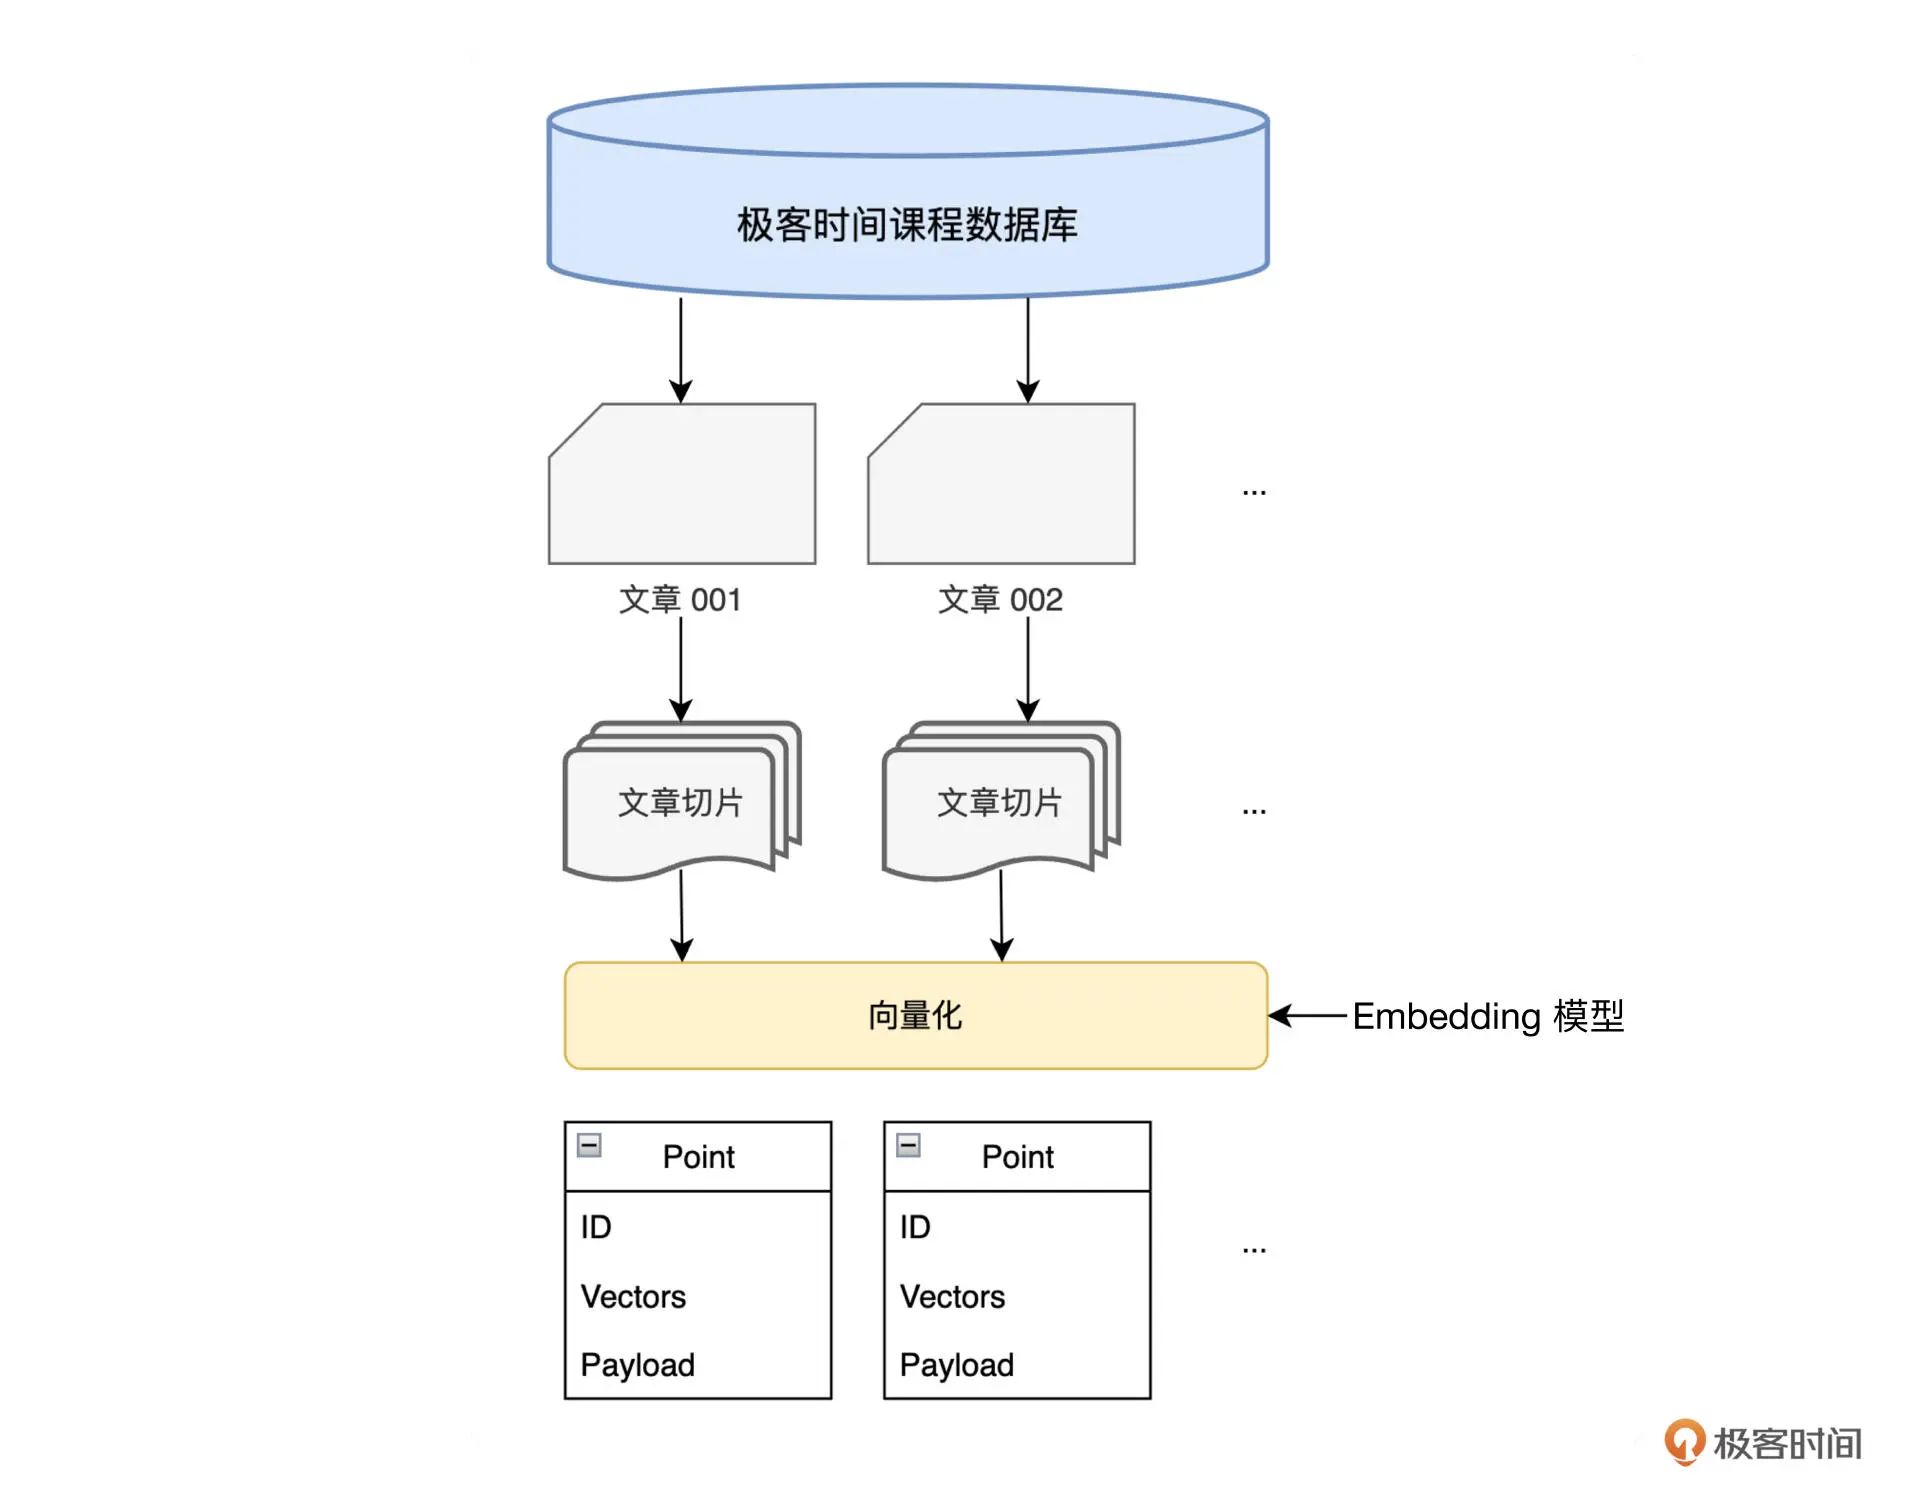 极客时间课程数据库
...
文章 001
文章 002
文章切片
文章切片
...
向量化
Embedding 模型
Point
Point
ID
ID
...
Vectors
Vectors
Payload
Payload
极客时间